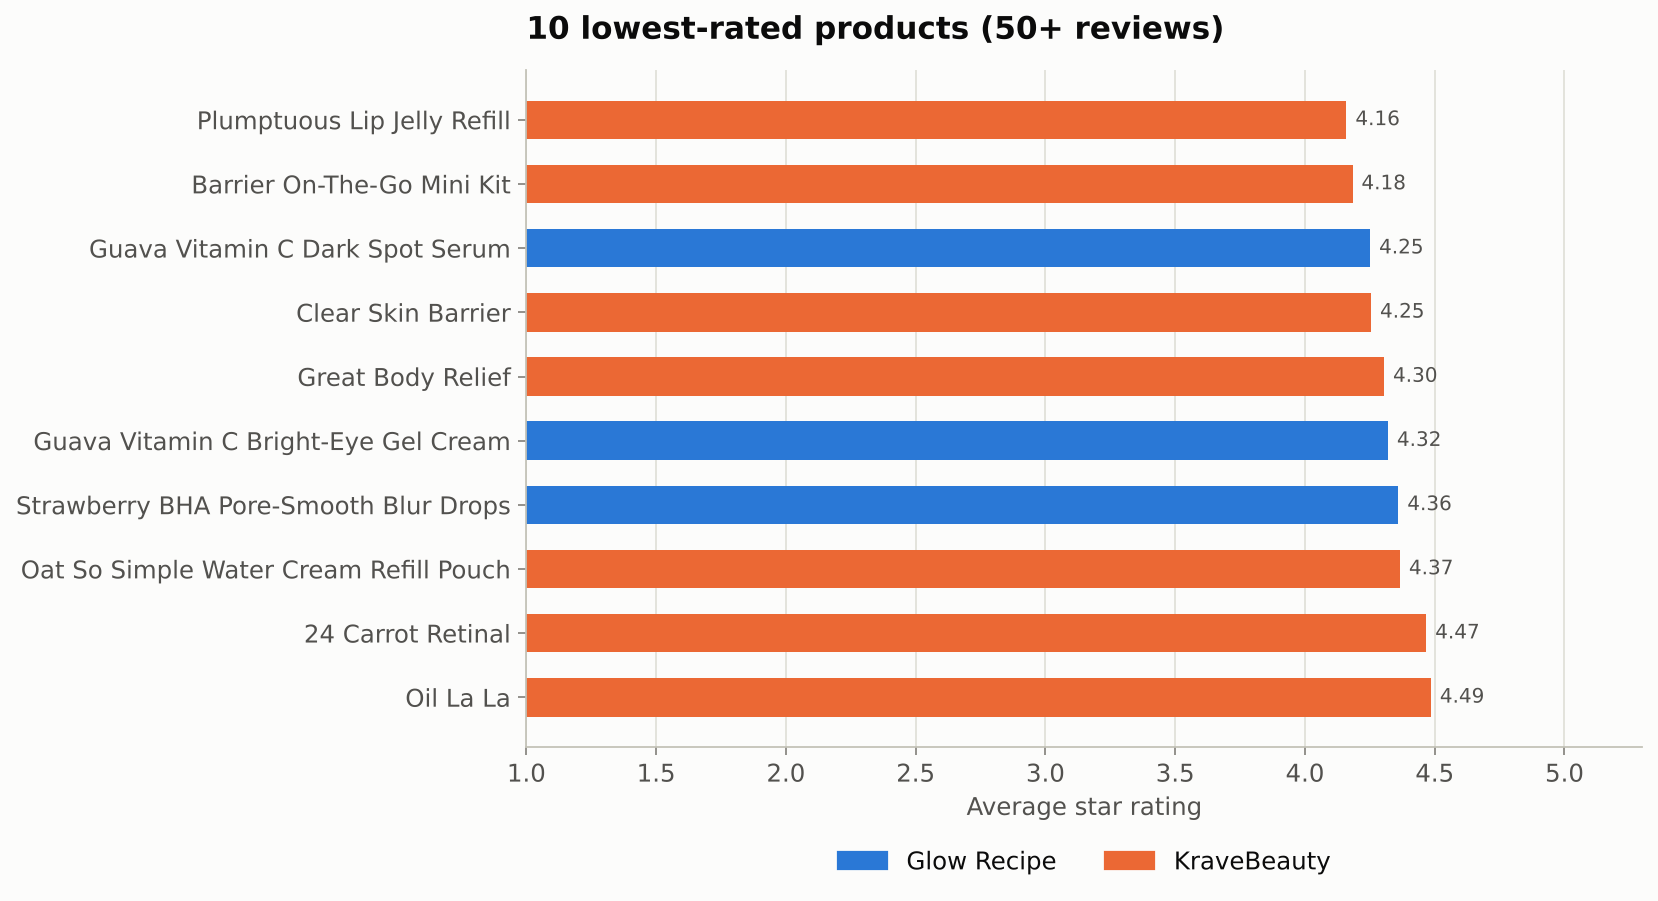 10 lowest-rated products (50+ reviews)
Plumptuous Lip Jelly Refill 4.16
Barrier On-The-Go Mini Kit 4.18
Guava Vitamin C Dark Spot Serum 4.25
Clear Skin Barrier 4.25
Great Body Relief 4.30
Guava Vitamin C Bright-Eye Gel Cream 4.32
Strawberry BHA Pore-Smooth Blur Drops 4.36
Oat So Simple Water Cream Refill Pouch 4.37
24 Carrot Retinal 4.47
Oil La La 4.49
1.0 1.5 2.0 2.5 3.0 3.5 4.0 4.5 5.0
Average star rating
Glow Recipe KraveBeauty